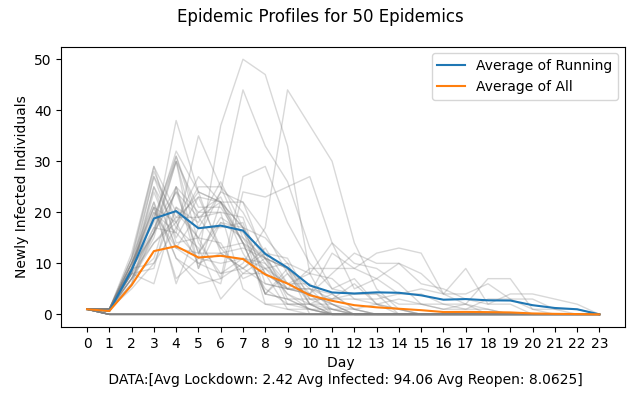 Epidemic Profiles for 50 Epidemics
Newly Infected Individuals
50
40
30
20
10
0
Average of Running
Average of All
0 1 2 3 4 5 6 7 8 9 10 11 12 13 14 15 16 17 18 19 20 21 22 23
Day
DATA:[Avg Lockdown: 2.42 Avg Infected: 94.06 Avg Reopen: 8.0625]